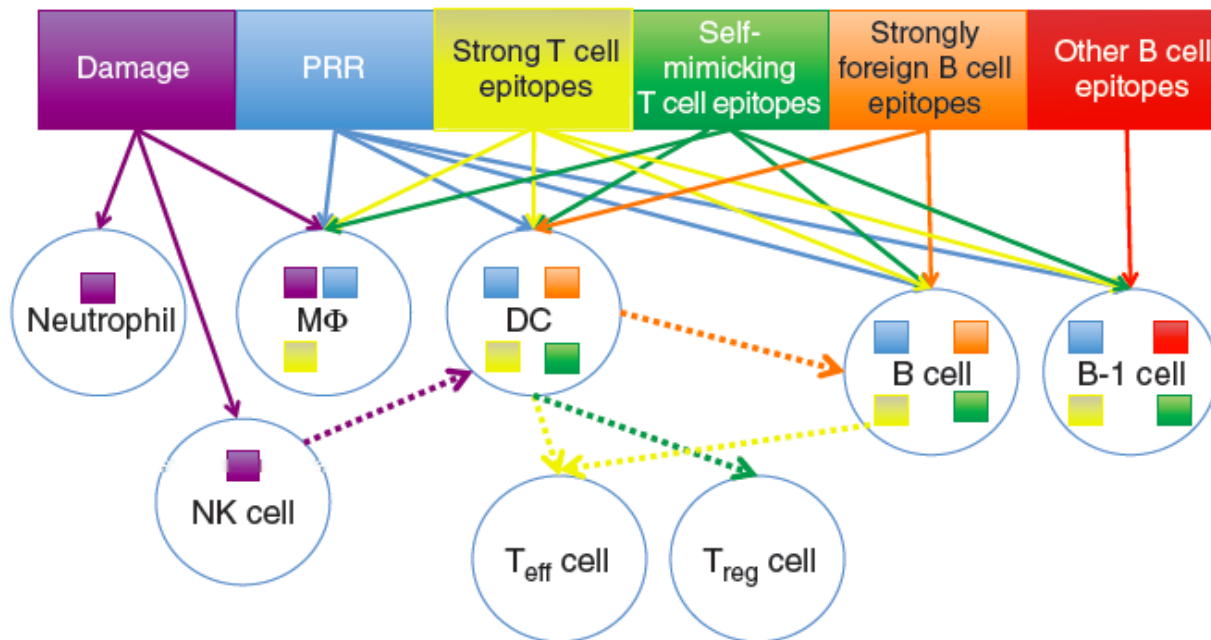 Damage
PRR
Strong T cell
epitopes
Self-
mimicking
T cell epitopes
Strongly
foreign B cell
epitopes
Other B cell
epitopes
Neutrophil
MΦ
DC
B cell
B-1 cell
NK cell
Teff cell
Treg cell